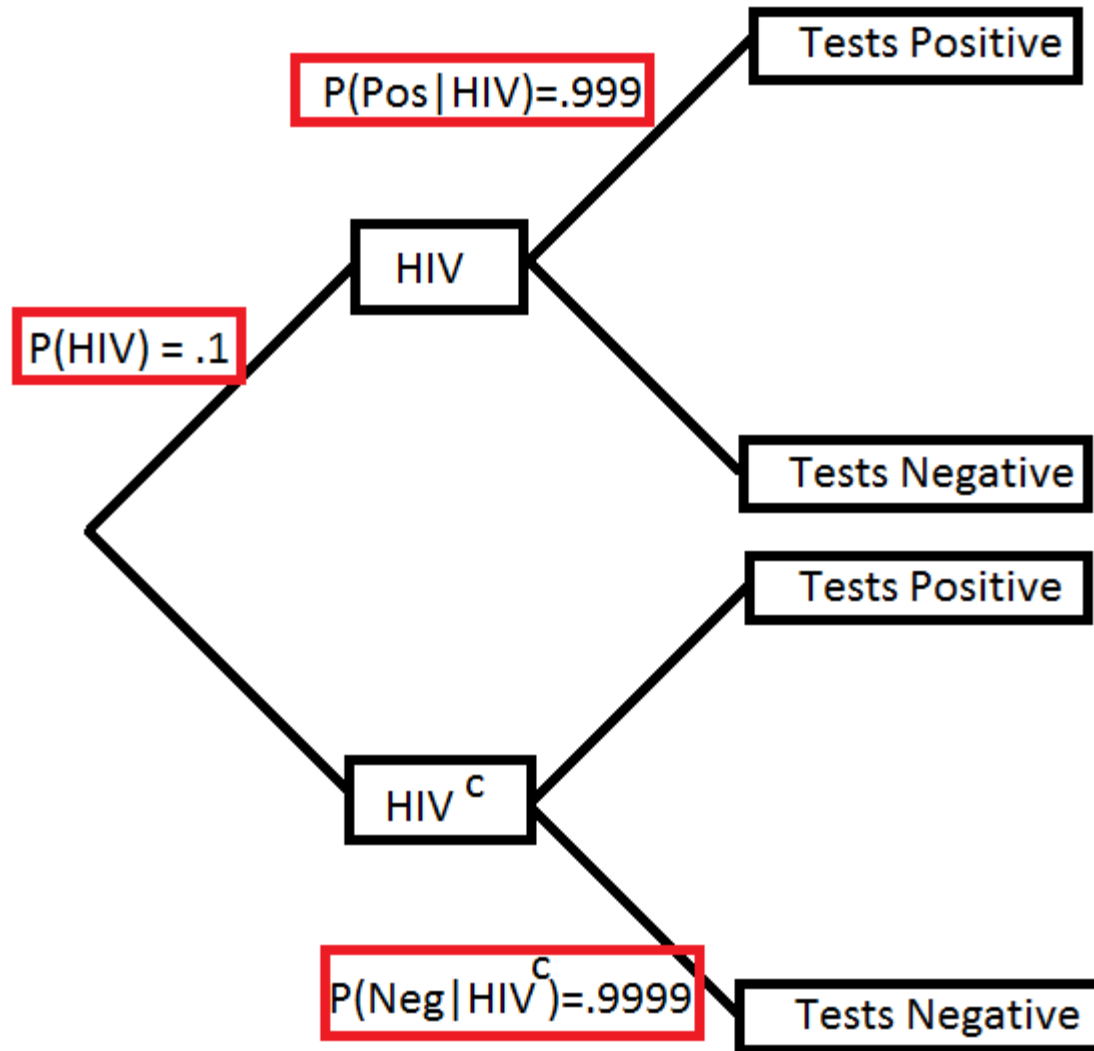 Tests Positive
P(Pos|HIV)=.999
HIV
P(HIV) = .1
Tests Negative
Tests Positive
HIV c
P(Neg|HIV c)=.9999
Tests Negative